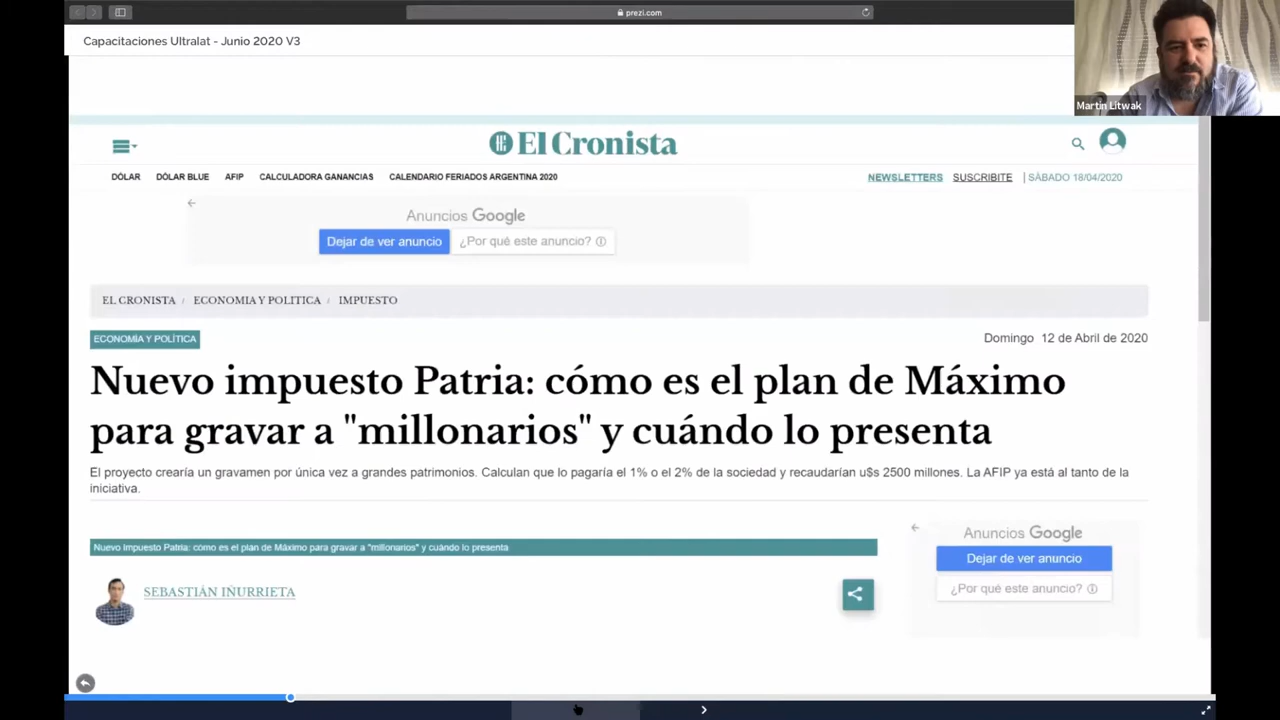 prezi.com
Capacitaciones Ultralat - Junio 2020 V3
Martin Litwak
El Cronista
DÓLAR DÓLAR BLUE AFIP CALCULADORA GANANCIAS CALENDARIO FERIADOS ARGENTINA 2020 NEWSLETTERS SUSCRIBITE | SÁBADO 18/04/2020
Anuncios Google
Dejar de ver anuncio ¿Por qué este anuncio?
EL CRONISTA / ECONOMIA Y POLITICA / IMPUESTO
ECONOMÍA Y POLÍTICA Domingo 12 de Abril de 2020
Nuevo impuesto Patria: cómo es el plan de Máximo
para gravar a "millonarios" y cuándo lo presenta
El proyecto crearía un gravamen por única vez a grandes patrimonios. Calculan que lo pagaría el 1% o el 2% de la sociedad y recaudarían u$s 2500 millones. La AFIP ya está al tanto de la
iniciativa.
Nuevo Impuesto Patria: cómo es el plan de Máximo para gravar a "millonarios" y cuándo lo presenta
SEBASTIÁN IÑURRIETA
Anuncios Google
Dejar de ver anuncio
¿Por qué este anuncio?